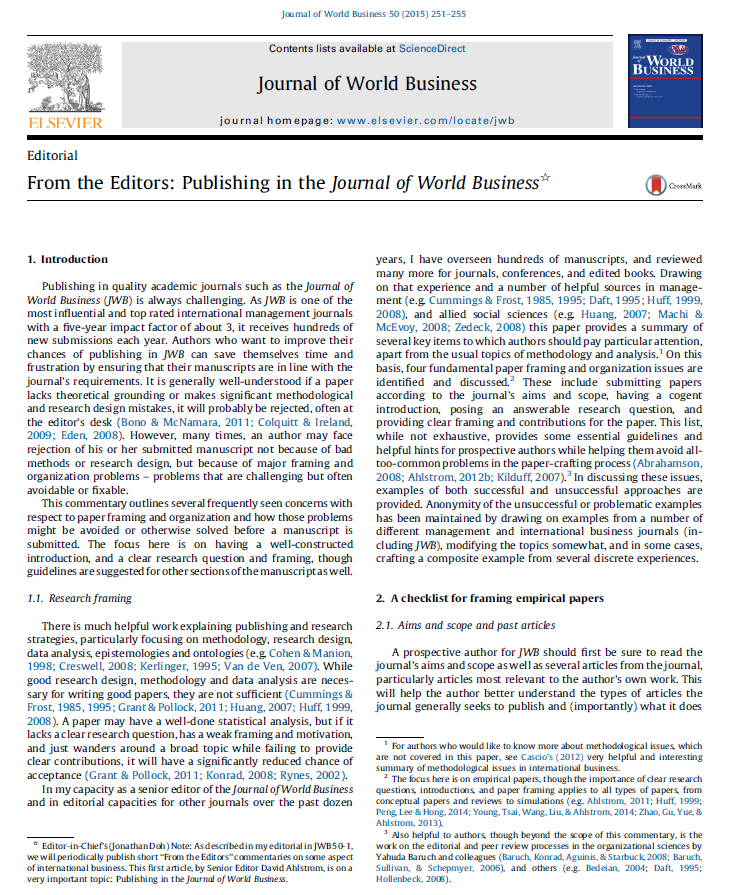 Journal of World Business 50 (2015) 251–255
Contents lists available at ScienceDirect
Journal of World Business
journal homepage: www.elsevier.com/locate/jwb
ELSEVIER
WORLD
BUSINESS
Editorial
From the Editors: Publishing in the Journal of World Business☆
CrossMark
1. Introduction
Publishing in quality academic journals such as the Journal of
World Business (JWB) is always challenging. As JWB is one of the
most influential and top rated international management journals
with a five-year impact factor of about 3, it receives hundreds of
new submissions each year. Authors who want to improve their
chances of publishing in JWB can save themselves time and
frustration by ensuring that their manuscripts are in line with the
journal's requirements. It is generally well-understood if a paper
lacks theoretical grounding or makes significant methodological
and research design mistakes, it will probably be rejected, often at
the editor's desk (Bono & McNamara, 2011; Colquitt & Ireland,
2009; Eden, 2008). However, many times, an author may face
rejection of his or her submitted manuscript not because of bad
methods or research design, but because of major framing and
organization problems – problems that are challenging but often
avoidable or fixable.
This commentary outlines several frequently seen concerns with
respect to paper framing and organization and how those problems
might be avoided or otherwise solved before a manuscript is
submitted. The focus here is on having a well-constructed
introduction, and a clear research question and framing, though
guidelines are suggested for other sections of the manuscript as well.
1.1. Research framing
There is much helpful work explaining publishing and research
strategies, particularly focusing on methodology, research design,
data analysis, epistemologies and ontologies (e.g. Cohen & Manion,
1998; Creswell, 2008; Kerlinger, 1995; Van de Ven, 2007). While
good research design, methodology and data analysis are neces-
sary for writing good papers, they are not sufficient (Cummings &
Frost, 1985, 1995; Grant & Pollock, 2011; Huang, 2007; Huff, 1999,
2008). A paper may have a well-done statistical analysis, but if it
lacks a clear research question, has a weak framing and motivation,
and just wanders around a broad topic while failing to provide
clear contributions, it will have a significantly reduced chance of
acceptance (Grant & Pollock, 2011; Konrad, 2008; Rynes, 2002).
In my capacity as a senior editor of the Journal of World Business
and in editorial capacities for other journals over the past dozen
☆ Editor-in-Chief's (Jonathan Doh) Note: As described in my editorial in JWB 50-1,
we will periodically publish short "From the Editors" commentaries on some aspect
of international business. This first article, by Senior Editor David Ahlstrom, is on a
very important topic: Publishing in the Journal of World Business.
years, I have overseen hundreds of manuscripts, and reviewed
many more for journals, conferences, and edited books. Drawing
on that experience and a number of helpful sources in manage-
ment (e.g. Cummings & Frost, 1985, 1995; Daft, 1995; Huff, 1999,
2008), and allied social sciences (e.g. Huang, 2007; Machi &
McEvoy, 2008; Zedeck, 2008) this paper provides a summary of
several key items to which authors should pay particular attention,
apart from the usual topics of methodology and analysis.1 On this
basis, four fundamental paper framing and organization issues are
identified and discussed.2 These include submitting papers
according to the journal's aims and scope, having a cogent
introduction, posing an answerable research question, and
providing clear framing and contributions for the paper. This list,
while not exhaustive, provides some essential guidelines and
helpful hints for prospective authors while helping them avoid all-
too-common problems in the paper-crafting process (Abrahamson,
2008; Ahlstrom, 2012b; Kilduff, 2007).3 In discussing these issues,
examples of both successful and unsuccessful approaches are
provided. Anonymity of the unsuccessful or problematic examples
has been maintained by drawing on examples from a number of
different management and international business journals (in-
cluding JWB), modifying the topics somewhat, and in some cases,
crafting a composite example from several discrete experiences.
2. A checklist for framing empirical papers
2.1. Aims and scope and past articles
A prospective author for JWB should first be sure to read the
journal's aims and scope as well as several articles from the journal,
particularly articles most relevant to the author's own work. This
will help the author better understand the types of articles the
journal generally seeks to publish and (importantly) what it does
1 For authors who would like to know more about methodological issues, which
are not covered in this paper, see Cascio's (2012) very helpful and interesting
summary of methodological issues in international business.
2 The focus here is on empirical papers, though the importance of clear research
questions, introductions, and paper framing applies to all types of papers, from
conceptual papers and reviews to simulations (e.g. Ahlstrom, 2011; Huff, 1999;
Peng, Lee & Hong, 2014; Young, Tsai, Wang, Liu, & Ahlstrom, 2014; Zhao, Gu, Yue, &
Ahlstrom, 2013).
3 Also helpful to authors, though beyond the scope of this commentary, is the
work on the editorial and peer review processes in the organizational sciences by
Yahuda Baruch and colleagues (Baruch, Konrad, Aguinis, & Starbuck, 2008; Baruch,
Sullivan, & Schepmyer, 2006), and others (e.g. Bedeian, 2004; Daft, 1995;
Hollenbeck, 2008).